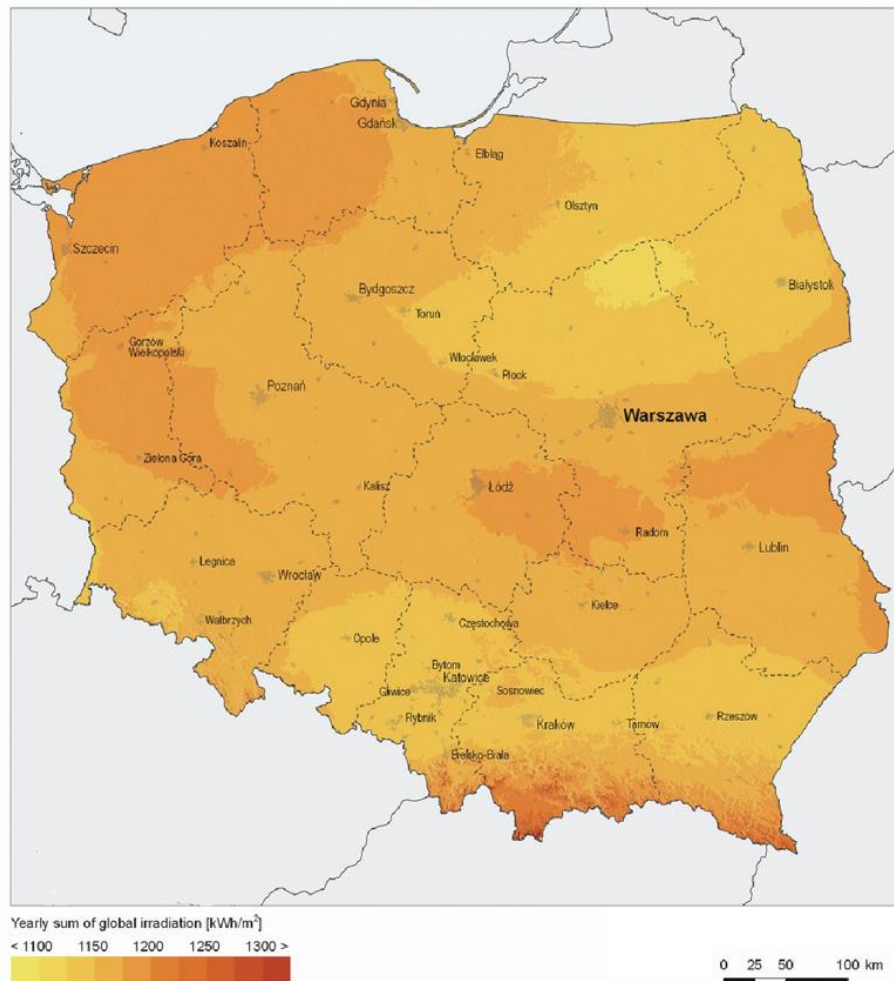 Gdynia
Gdańsk
Koszalin
Elbląg
Olsztyn
Szczecin
Bydgoszcz
Białystok
Toruń
Gorzów
Wielkopolski
Włocławek
Płock
Poznań
Warszawa
Zielona Góra
Kalisz
Łódź
Radom
Lublin
Legnica
Wrocław
Kielce
Wałbrzych
Częstochowa
Opole
Bytom
Katowice
Gliwice
Sosnowiec
Rybnik
Kraków
Tarnów
Rzeszów
Bielsko-Biała
Yearly sum of global irradiation [kWh/m²]
< 1100 1150 1200 1250 1300 >
0 25 50 100 km